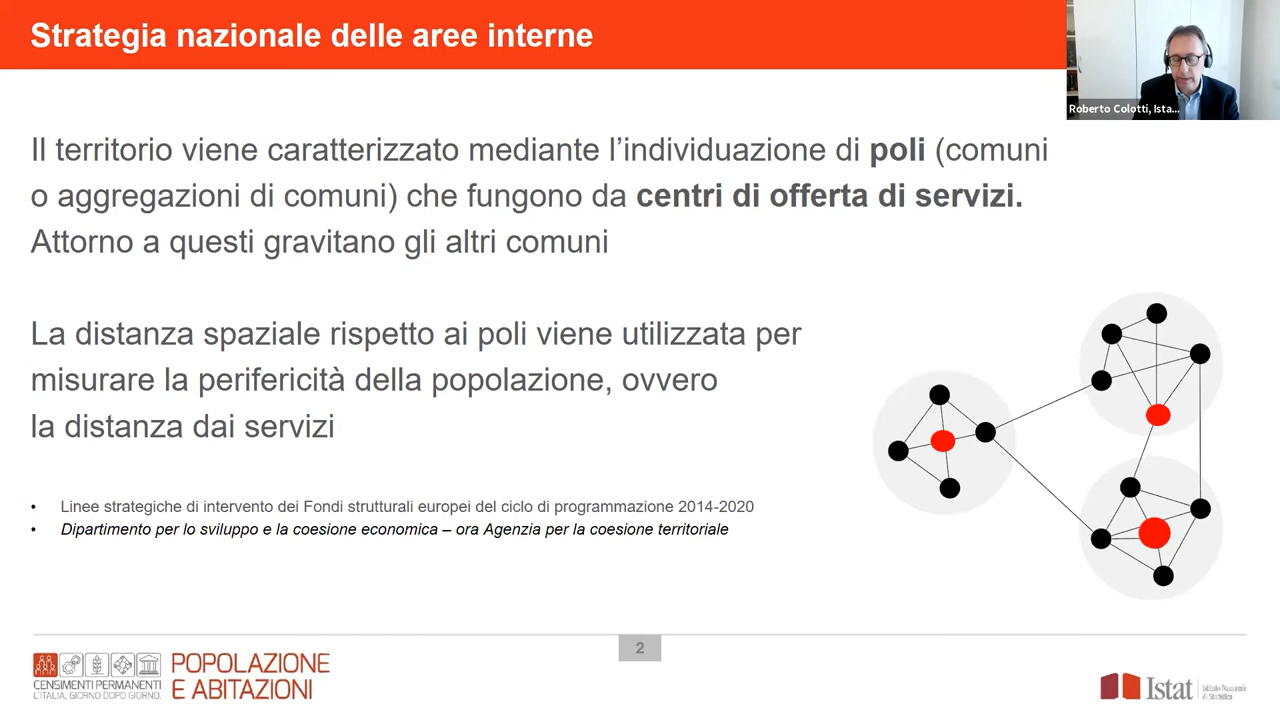 Strategia nazionale delle aree interne
Roberto Colotti, Ista...
Il territorio viene caratterizzato mediante l’individuazione di poli (comuni
o aggregazioni di comuni) che fungono da centri di offerta di servizi.
Attorno a questi gravitano gli altri comuni
La distanza spaziale rispetto ai poli viene utilizzata per
misurare la perifericità della popolazione, ovvero
la distanza dai servizi
• Linee strategiche di intervento dei Fondi strutturali europei del ciclo di programmazione 2014-2020
• Dipartimento per lo sviluppo e la coesione economica – ora Agenzia per la coesione territoriale
2
CENSIMENTI PERMANENTI
L'ITALIA, GIORNO DOPO GIORNO.
POPOLAZIONE
E ABITAZIONI
Istat
Istituto Nazionale
di Statistica